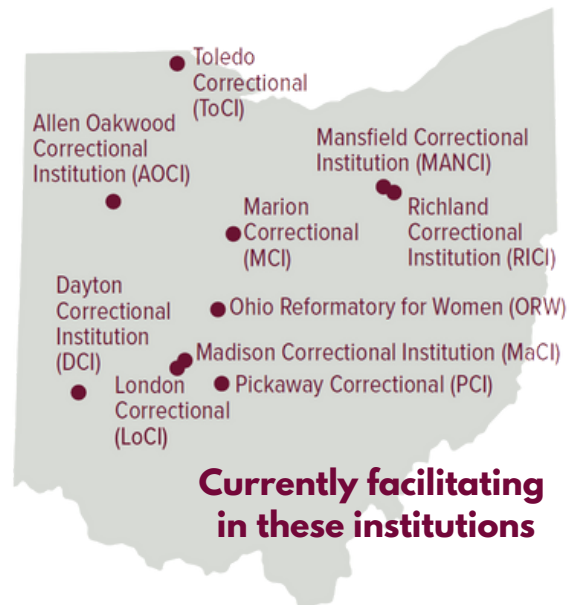 Toledo
Correctional
(ToCI)
Allen Oakwood
Correctional
Institution (AOCI)
Mansfield Correctional
Institution (MANCI)
Marion
Correctional
(MCI)
Richland
Correctional
Institution (RICI)
Dayton
Correctional
Institution
(DCI)
Ohio Reformatory for Women (ORW)
Madison Correctional Institution (MaCI)
London
Correctional
(LoCI)
Pickaway Correctional (PCI)
Currently facilitating
in these institutions